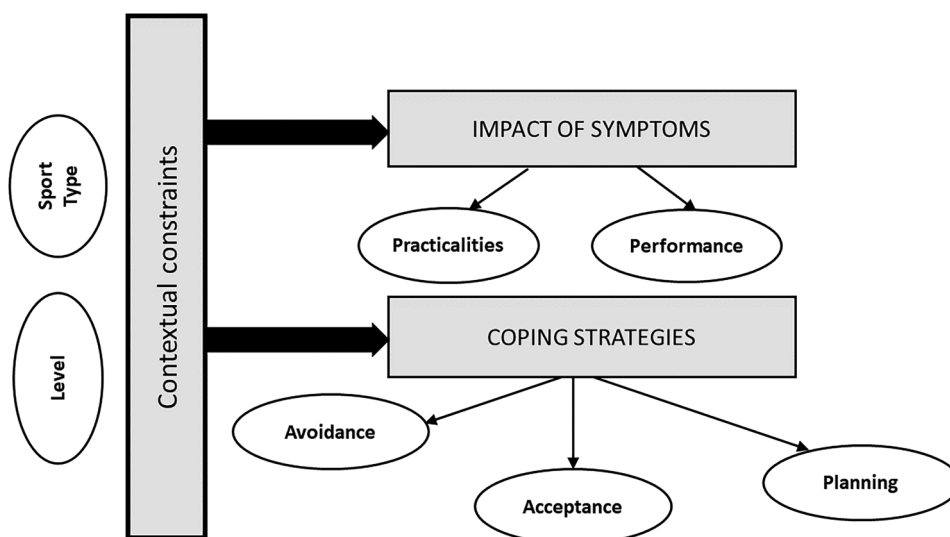 Sport
Type
Level
Contextual constraints
IMPACT OF SYMPTOMS
Practicalities
Performance
COPING STRATEGIES
Avoidance
Acceptance
Planning